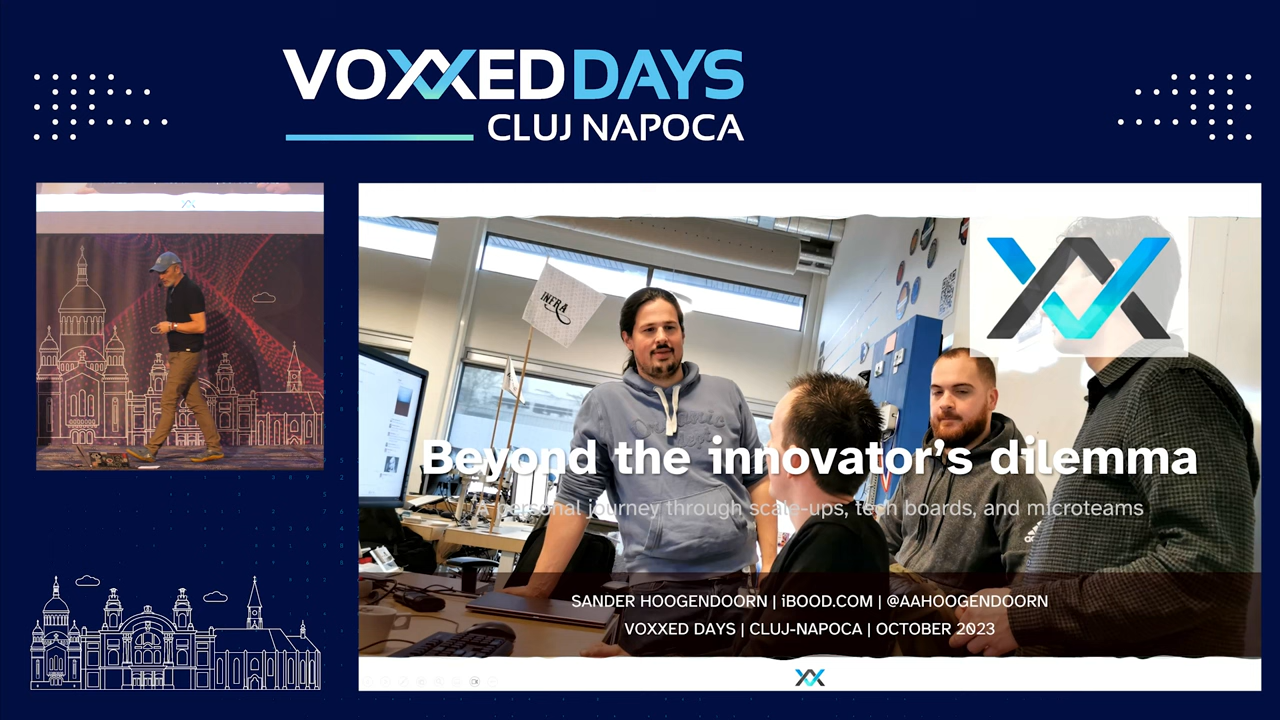 VOXXED DAYS
CLUJ NAPOCA
INFRA
Organic
Beyond the innovator's dilemma
A personal journey through scale-ups, tech boards, and microteams
SANDER HOOGENDOORN | iBOOD.COM | @AAHOOGENDOORN
VOXXED DAYS | CLUJ-NAPOCA | OCTOBER 2023